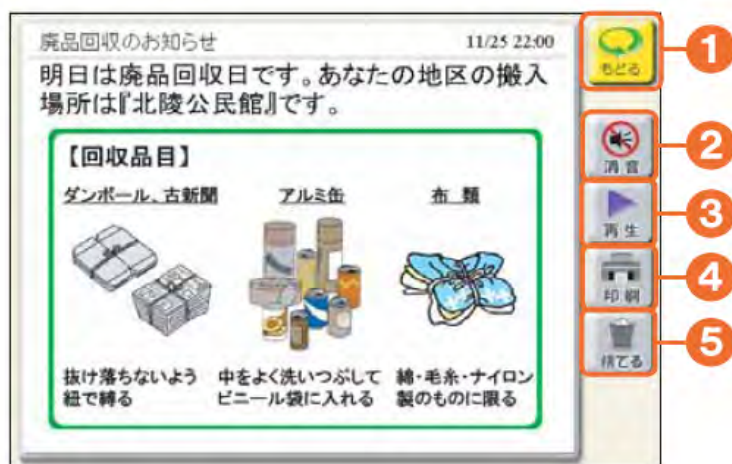 廃品回収のお知らせ 11/25 22:00
明日は廃品回収日です。あなたの地区の搬入
場所は『北陵公民館』です。
【回収品目】
ダンボール、古新聞 アルミ缶 布 類
抜け落ちないよう 中をよく洗いつぶして 綿・毛糸・ナイロン
紐で縛る ビニール袋に入れる 製のものに限る
もどる
消音
再生
印刷
捨てる
1
2
3
4
5